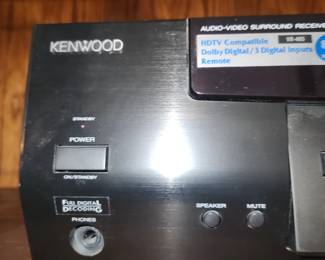 KENWOOD
AUDIO-VIDEO SURROUND RECEIVE
HDTV Compatible
Dolby Digital / 3 Digital Inputs
Remote
STANDBY
POWER
ON/STANDBY
FULL DIGITAL
DECODING
PHONES
SPEAKER
MUTE